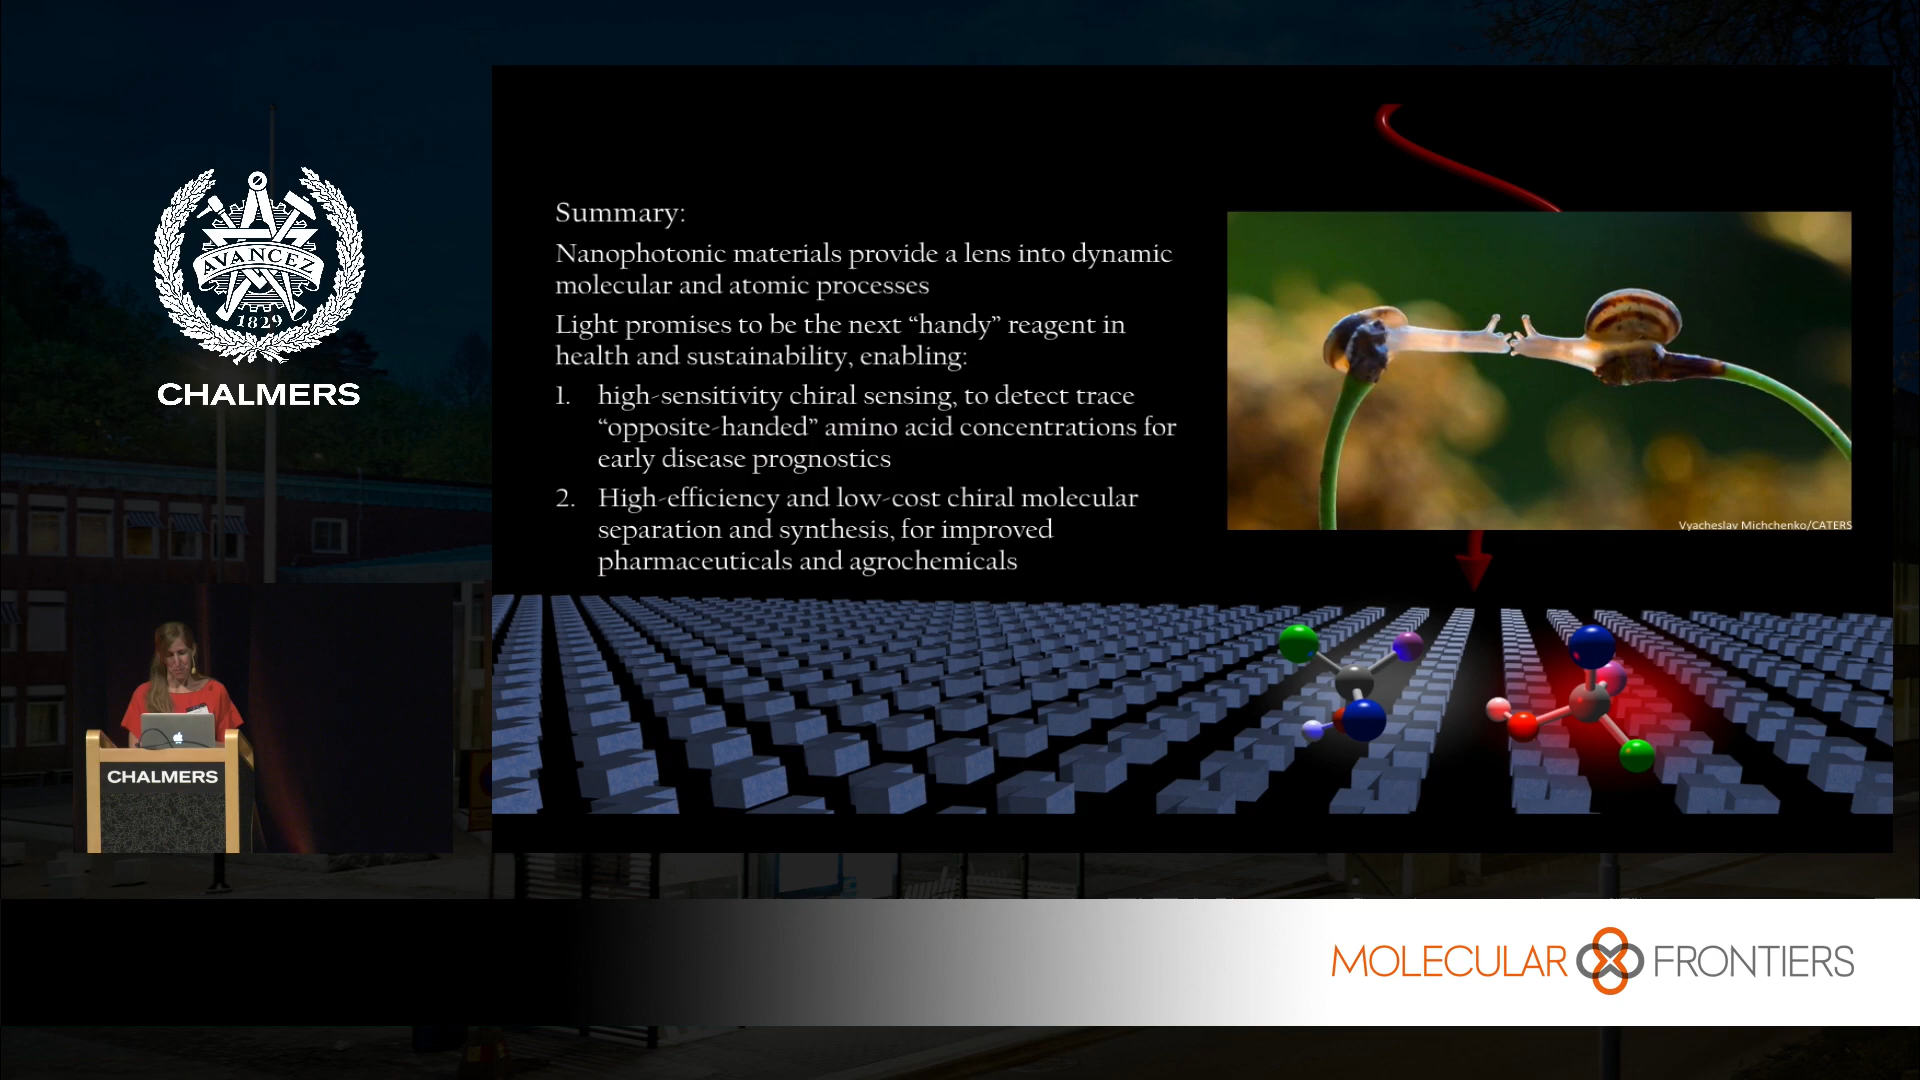 AVANCEZ
1829
CHALMERS
Summary:
Nanophotonic materials provide a lens into dynamic
molecular and atomic processes
Light promises to be the next “handy” reagent in
health and sustainability, enabling:
1. high-sensitivity chiral sensing, to detect trace
“opposite-handed” amino acid concentrations for
early disease prognostics
2. High-efficiency and low-cost chiral molecular
separation and synthesis, for improved
pharmaceuticals and agrochemicals
Vyacheslav Michchenko/CATERS
CHALMERS
MOLECULAR FRONTIERS